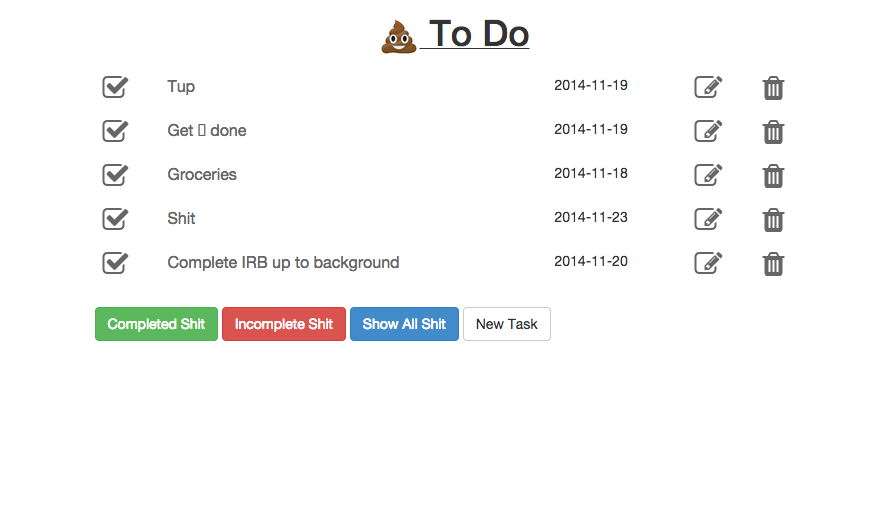 💩 To Do
Tup 2014-11-19
Get ▯ done 2014-11-19
Groceries 2014-11-18
Shit 2014-11-23
Complete IRB up to background 2014-11-20
Completed Shit Incomplete Shit Show All Shit New Task